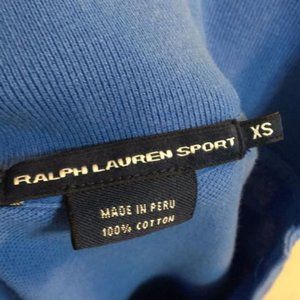 RALPH LAUREN SPORT
XS
MADE IN PERU
100% COTTON